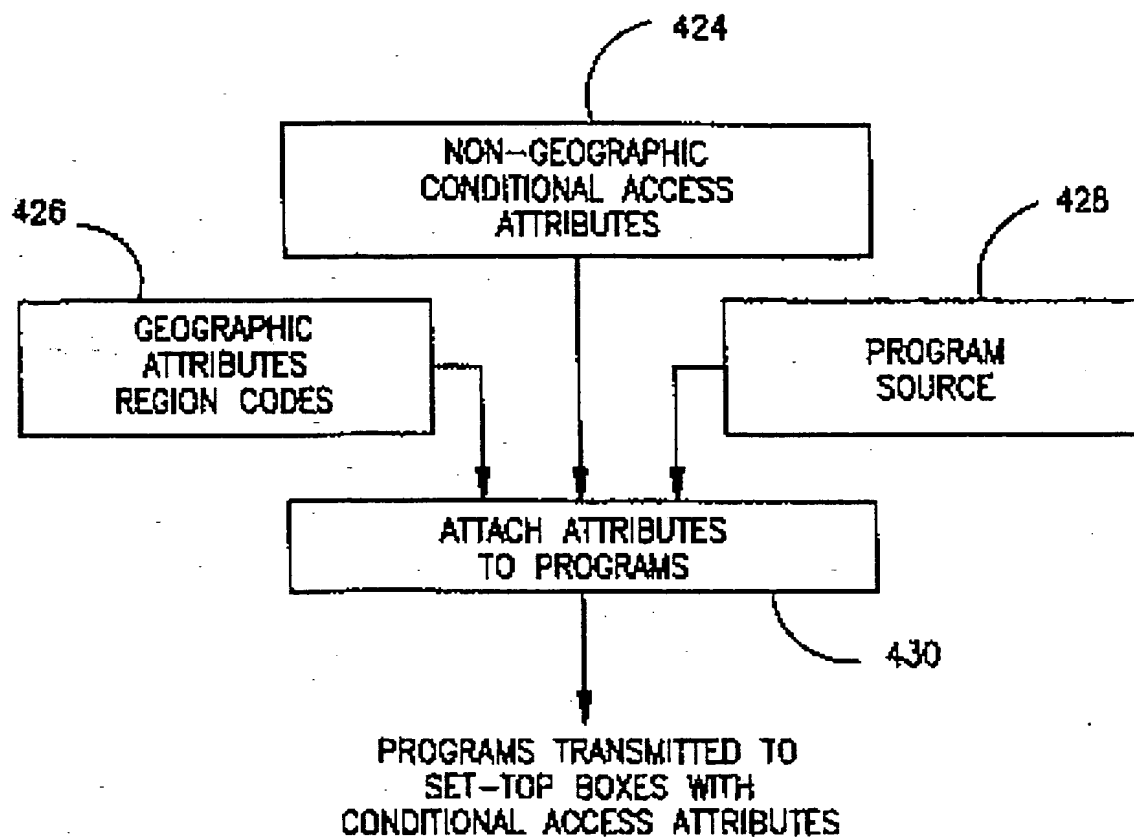 424
NON-GEOGRAPHIC
CONDITIONAL ACCESS
ATTRIBUTES
426
GEOGRAPHIC
ATTRIBUTES
REGION CODES
428
PROGRAM
SOURCE
ATTACH ATTRIBUTES
TO PROGRAMS
430
PROGRAMS TRANSMITTED TO
SET-TOP BOXES WITH
CONDITIONAL ACCESS ATTRIBUTES